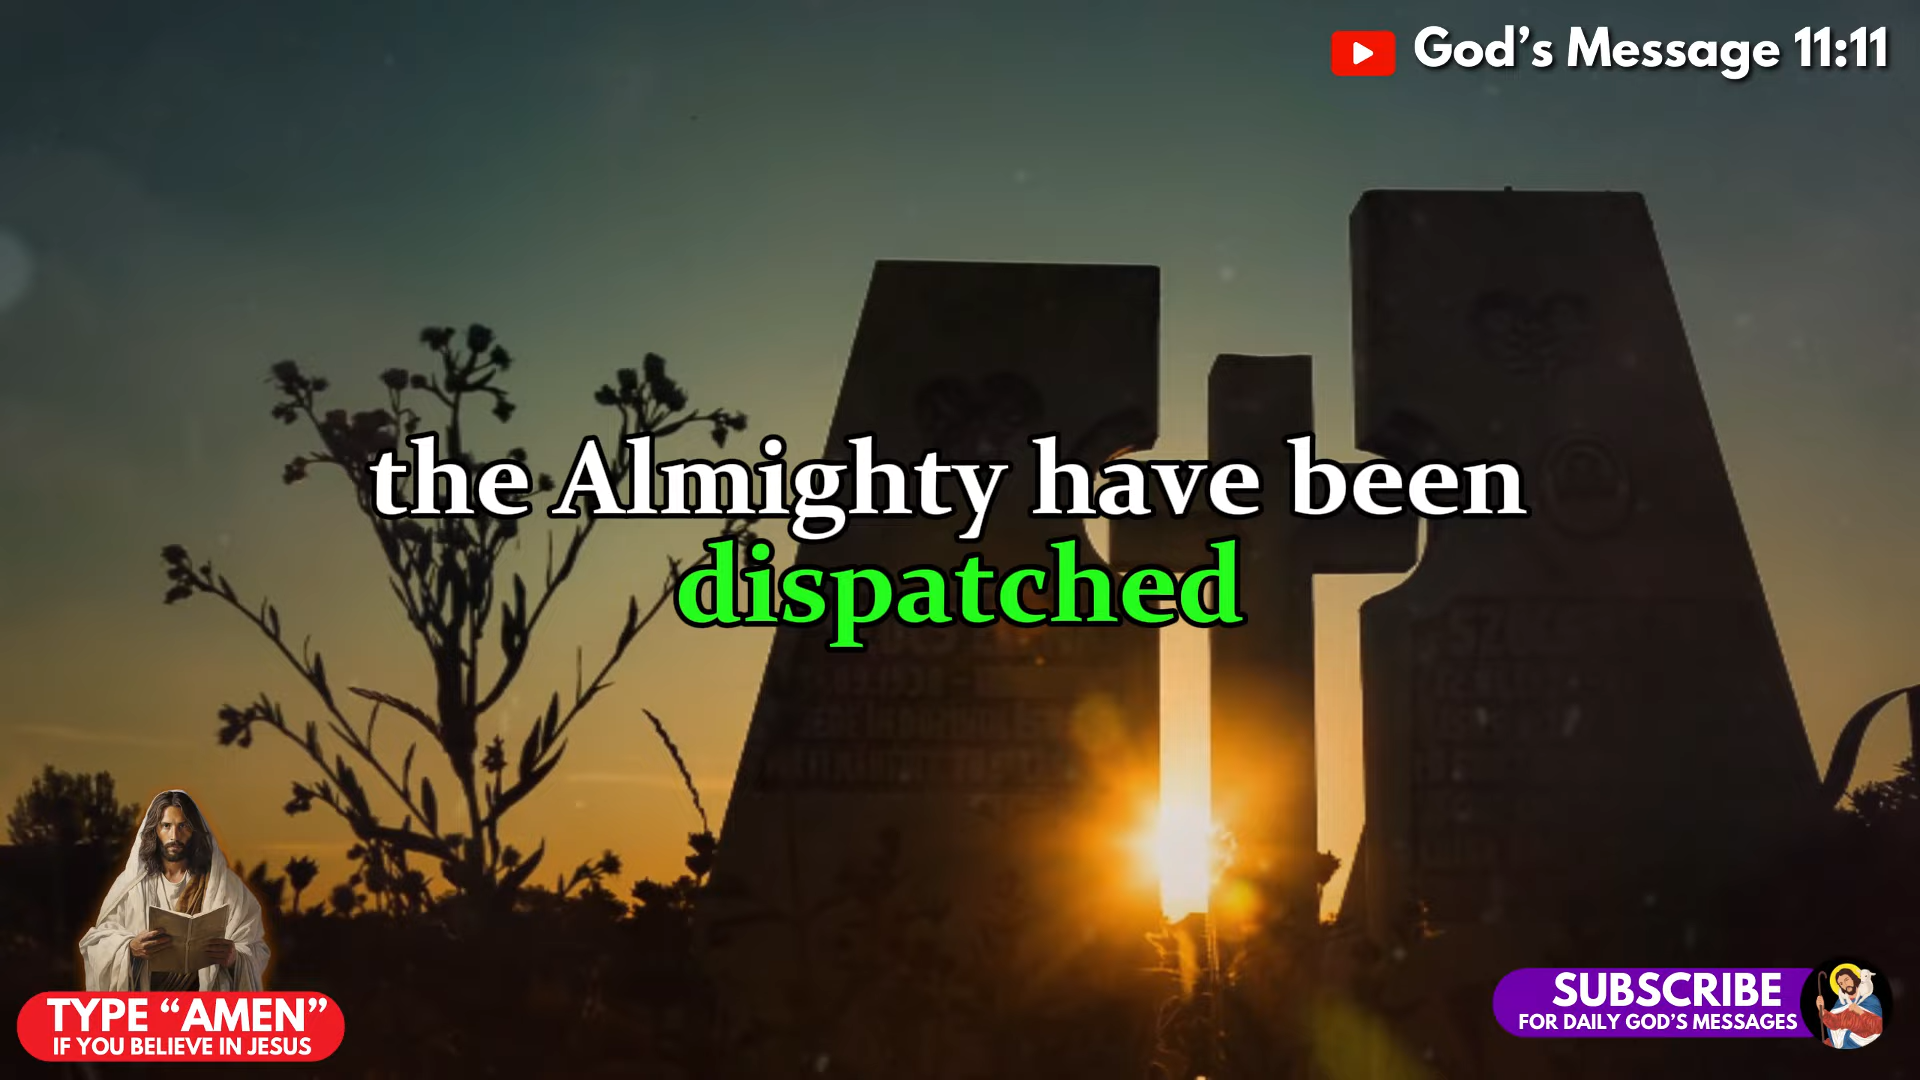 God's Message 11:11
the Almighty have been
dispatched
TYPE “AMEN”
IF YOU BELIEVE IN JESUS
SUBSCRIBE
FOR DAILY GOD'S MESSAGES